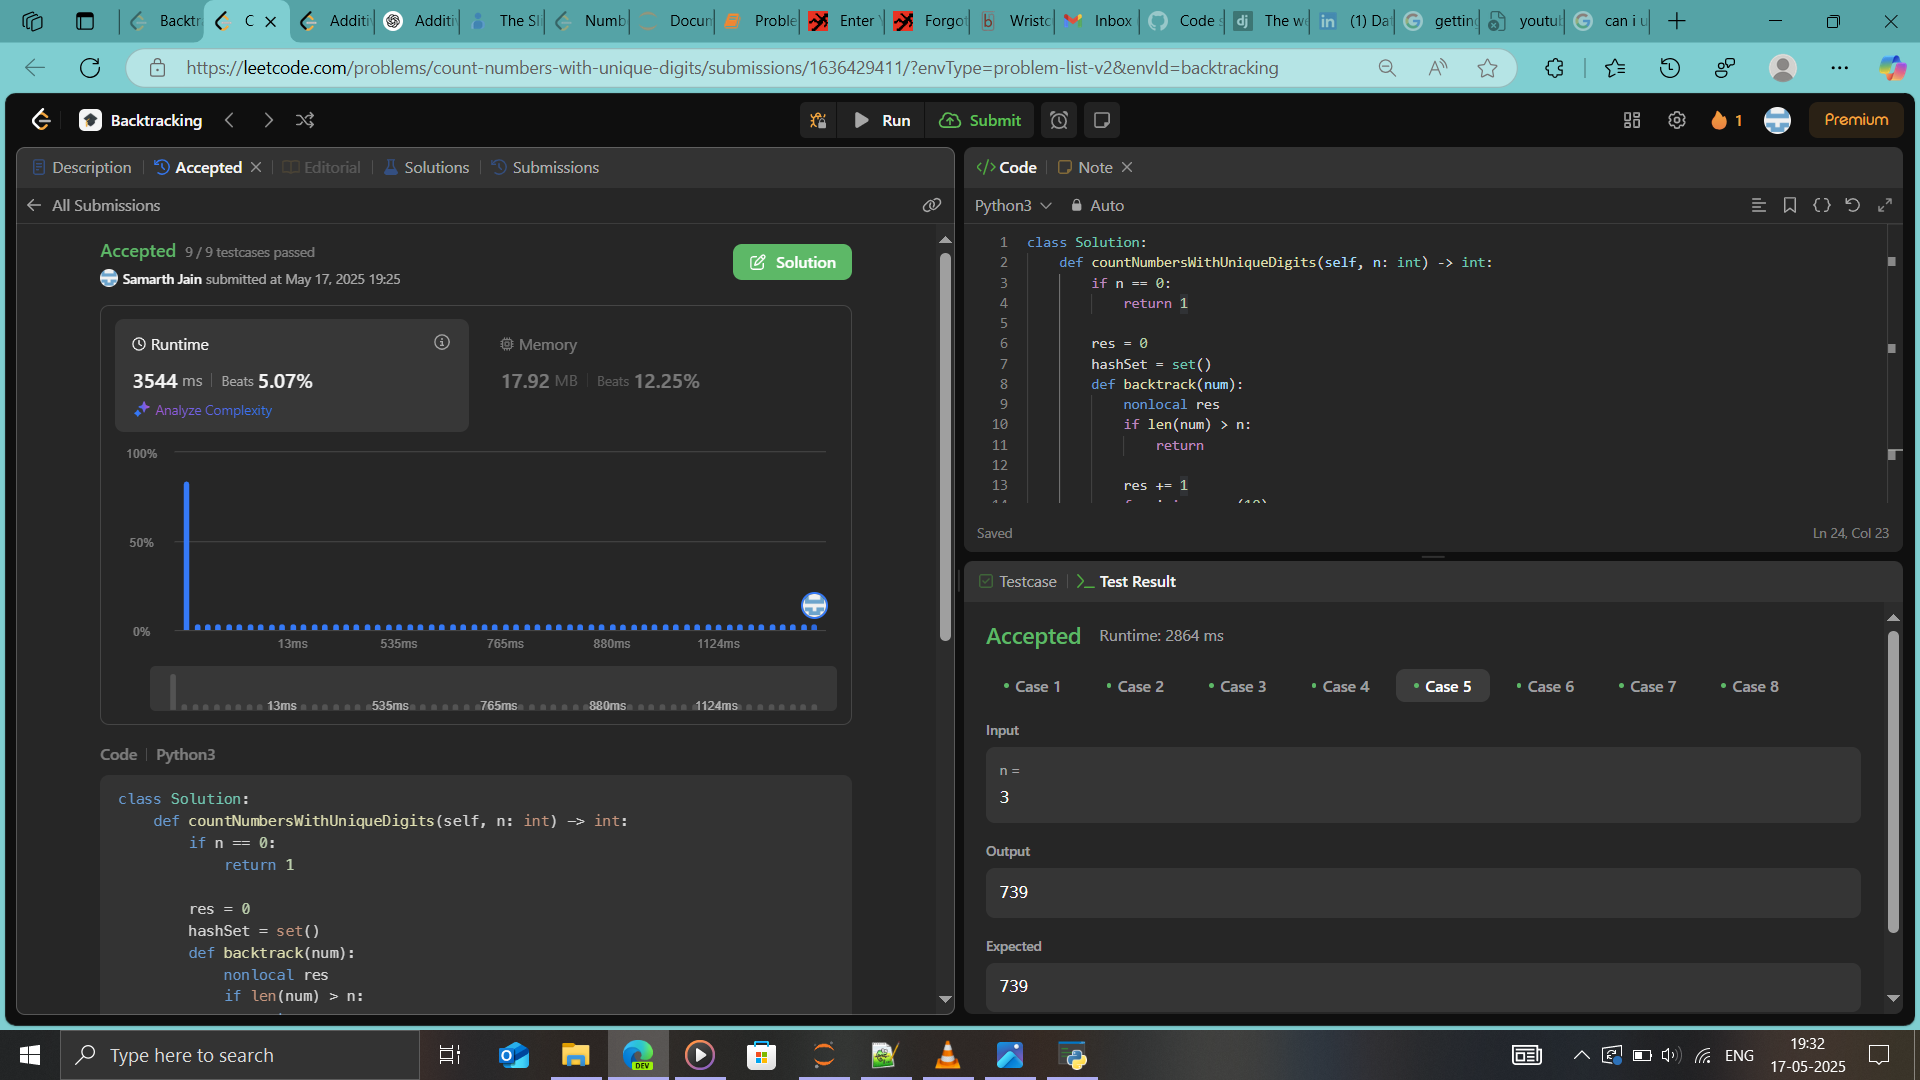 Backtr
C
Additiv
Additiv
The Sl
Numb
Docun
Proble
Enter
Forgot
Wristc
Inbox
Code s
The we
(1) Dat
getting
youtub
can i u
https://leetcode.com/problems/count-numbers-with-unique-digits/submissions/1636429411/?envType=problem-list-v2&envId=backtracking
Backtracking
Run
Submit
1
Premium
Description
Accepted
Editorial
Solutions
Submissions
All Submissions
Accepted 9 / 9 testcases passed
Samarth Jain submitted at May 17, 2025 19:25
Solution
Runtime
3544 ms Beats 5.07%
Analyze Complexity
Memory
17.92 MB Beats 12.25%
100%
50%
0%
13ms 535ms 765ms 880ms 1124ms
13ms 535ms 765ms 880ms 1124ms
Code | Python3
class Solution:
def countNumbersWithUniqueDigits(self, n: int) -> int:
if n == 0:
return 1
res = 0
hashSet = set()
def backtrack(num):
nonlocal res
if len(num) > n:
</> Code
Note
Python3
Auto
1 class Solution:
2 def countNumbersWithUniqueDigits(self, n: int) -> int:
3 if n == 0:
4 return 1
5
6 res = 0
7 hashSet = set()
8 def backtrack(num):
9 nonlocal res
10 if len(num) > n:
11 return
12
13 res += 1
Saved
Ln 24, Col 23
Testcase
Test Result
Accepted Runtime: 2864 ms
Case 1
Case 2
Case 3
Case 4
Case 5
Case 6
Case 7
Case 8
Input
n =
3
Output
739
Expected
739
Type here to search
DEV
ENG
19:32
17-05-2025